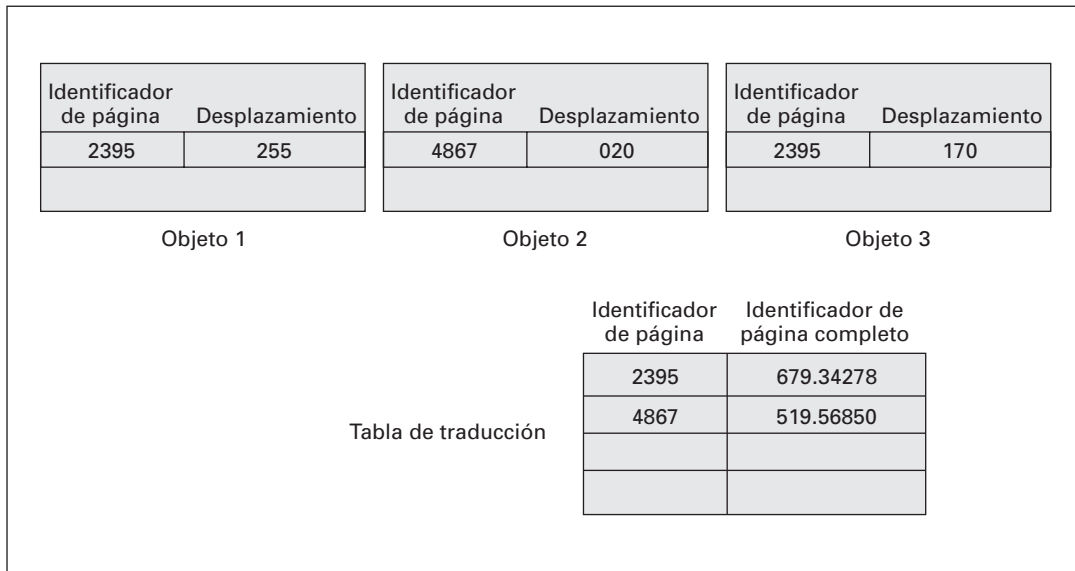 Identificador
de página Desplazamiento
2395 255
Objeto 1
Identificador
de página Desplazamiento
4867 020
Objeto 2
Identificador
de página Desplazamiento
2395 170
Objeto 3
Identificador
de página
Identificador de
página completo
2395 679.34278
4867 519.56850
Tabla de traducción